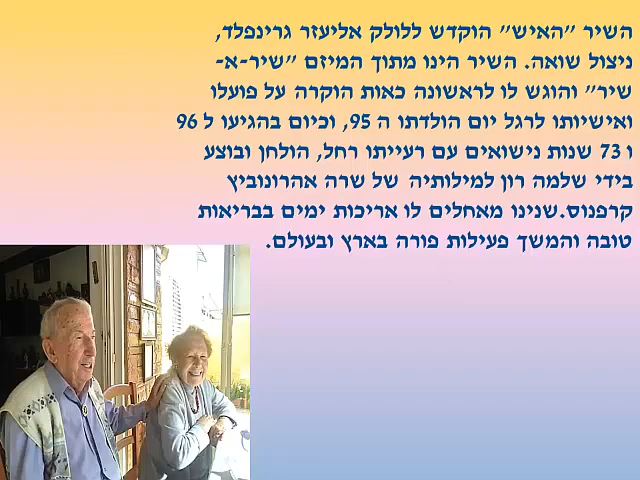 השיר "האיש" הוקדש ללולק אליעזר גרינפלד,
ניצול שואה. השיר הינו מתוך המיזם "שיר-א-
שיר" והוגש לו לראשונה כאות הוקרה על פועלו
ואישיותו לרגל יום הולדתו ה 95, וכיום בהגיעו ל 96
ו 73 שנות נישואים עם רעייתו רחל, הולחן ובוצע
בידי שלמה רון למילותיה של שרה אהרונוביץ
קרפנוס.שנינו מאחלים לו אריכות ימים בבריאות
טובה והמשך פעילות פורה בארץ ובעולם.